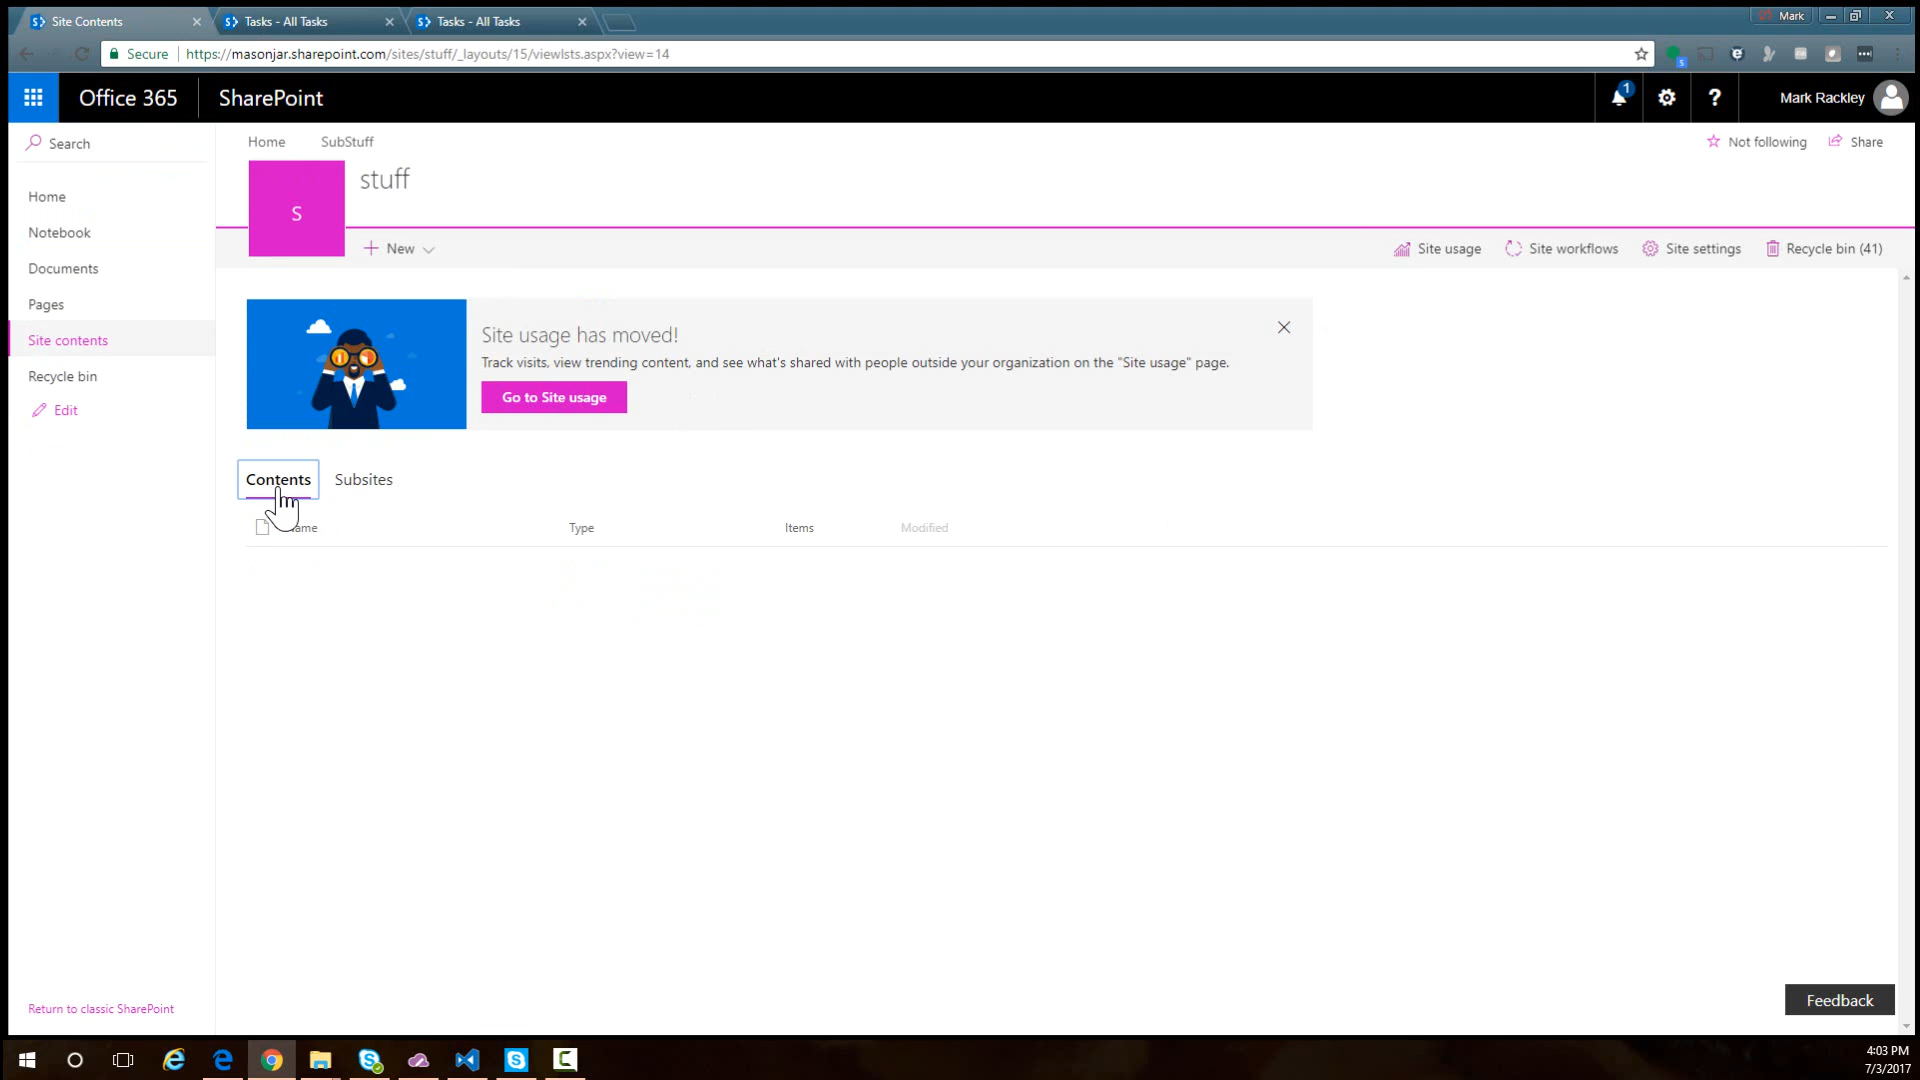 Site Contents
Tasks - All Tasks
Tasks - All Tasks
Mark
Secure
https://masonjar.sharepoint.com/sites/stuff/_layouts/15/viewlsts.aspx?view=14
Office 365
SharePoint
1
?
Mark Rackley
Search
Home
Notebook
Documents
Pages
Site contents
Recycle bin
Edit
Home
SubStuff
Not following
Share
S
stuff
New
Site usage
Site workflows
Site settings
Recycle bin (41)
Site usage has moved!
Track visits, view trending content, and see what's shared with people outside your organization on the "Site usage" page.
Go to Site usage
Contents
Subsites
Type
Items
Modified
Return to classic SharePoint
Feedback
4:03 PM
7/3/2017